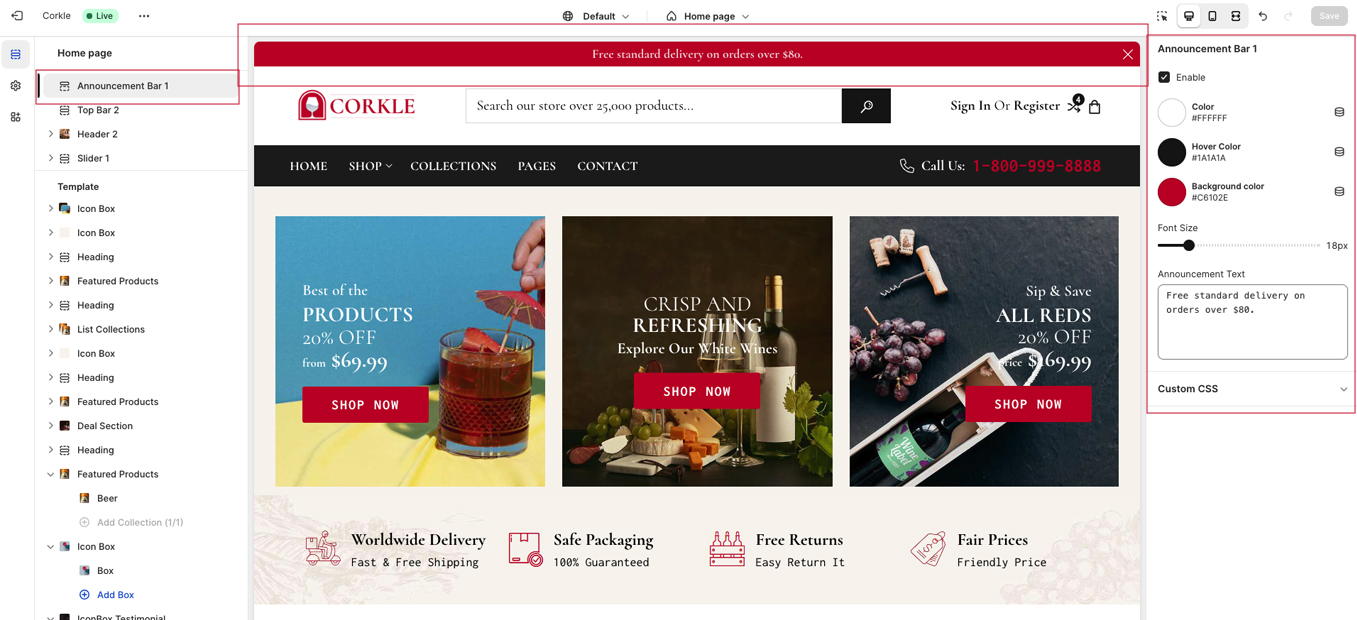 Corkle
Live
Default
Home page
Save
Home page
Announcement Bar 1
Top Bar 2
Header 2
Slider 1
Template
Icon Box
Icon Box
Heading
Featured Products
Heading
List Collections
Icon Box
Heading
Featured Products
Deal Section
Heading
Featured Products
Beer
Add Collection (1/1)
Icon Box
Box
Add Box
IconBox Testimonial
Free standard delivery on orders over $80.
CORKLE
Search our store over 25,000 products...
Sign In Or Register
4
HOME SHOP COLLECTIONS PAGES CONTACT
Call Us: 1-800-999-8888
Best of the
PRODUCTS
20% OFF
from $69.99
SHOP NOW
CRISP AND
REFRESHING
Explore Our White Wines
SHOP NOW
Sip & Save
ALL REDS
20% OFF
price $169.99
SHOP NOW
Wine
Label
Worldwide Delivery
Fast & Free Shipping
Safe Packaging
100% Guaranteed
Free Returns
Easy Return It
Fair Prices
Friendly Price
Announcement Bar 1
Enable
Color
#FFFFFF
Hover Color
#1A1A1A
Background color
#C6102E
Font Size
18px
Announcement Text
Free standard delivery on
orders over $80.
Custom CSS